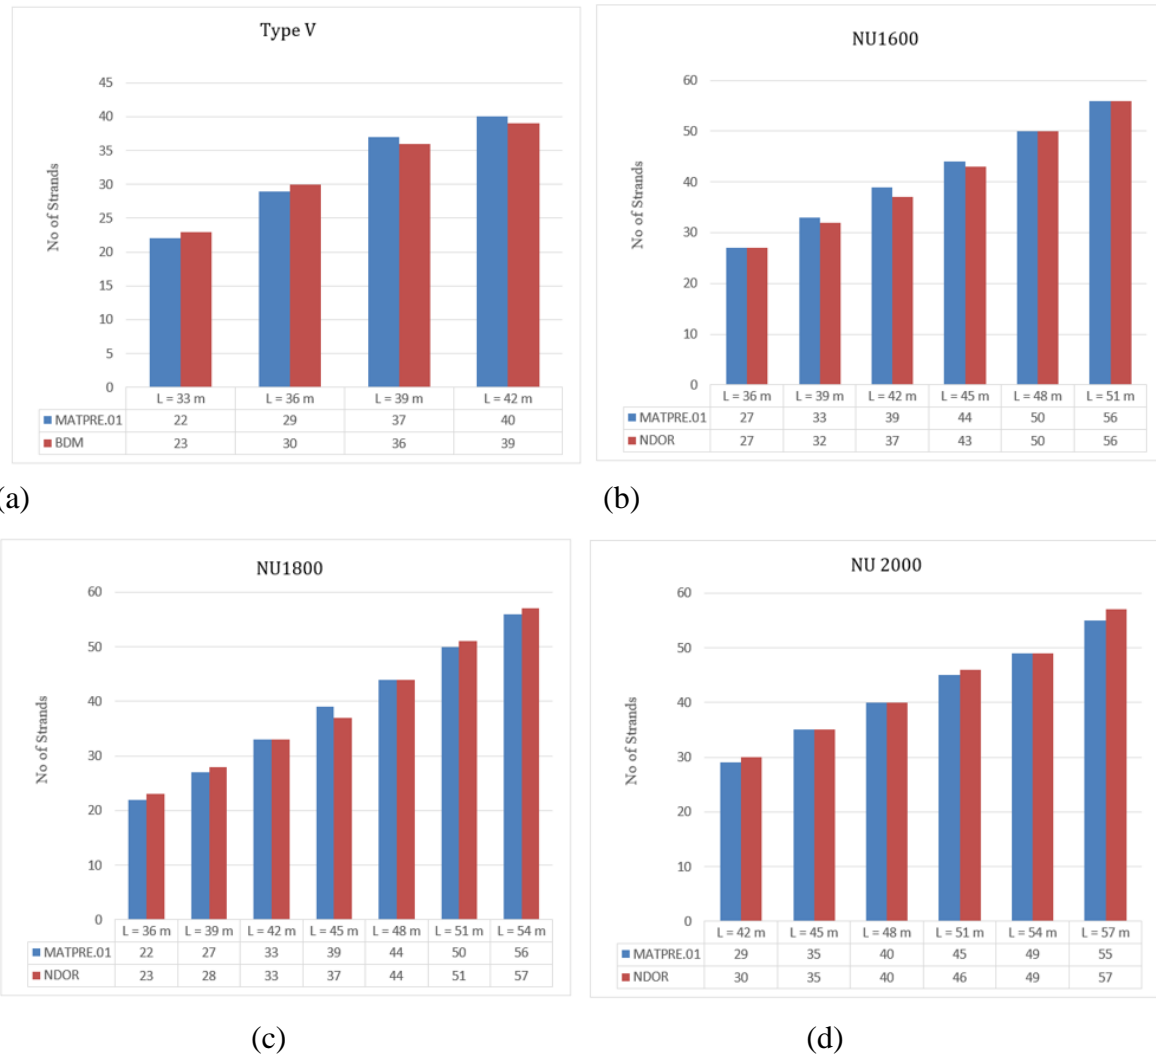 Type V
45
40
35
30
25
20
15
10
5
0
No of Strands
L = 33 m L = 36 m L = 39 m L = 42 m
MATPRE.01 22 29 37 40
BDM 23 30 36 39
(a)
NU1600
60
50
40
30
20
10
0
No of Strands
L = 36 m L = 39 m L = 42 m L = 45 m L = 48 m L = 51 m
MATPRE.01 27 33 39 44 50 56
NDOR 27 32 37 43 50 56
(b)
NU1800
60
50
40
30
20
10
0
No of Strands
L = 36 m L = 39 m L = 42 m L = 45 m L = 48 m L = 51 m L = 54 m
MATPRE.01 22 27 33 39 44 50 56
NDOR 23 28 33 37 44 51 57
(c)
NU 2000
60
50
40
30
20
10
0
No of Strands
L = 42 m L = 45 m L = 48 m L = 51 m L = 54 m L = 57 m
MATPRE.01 29 35 40 45 49 55
NDOR 30 35 40 46 49 57
(d)